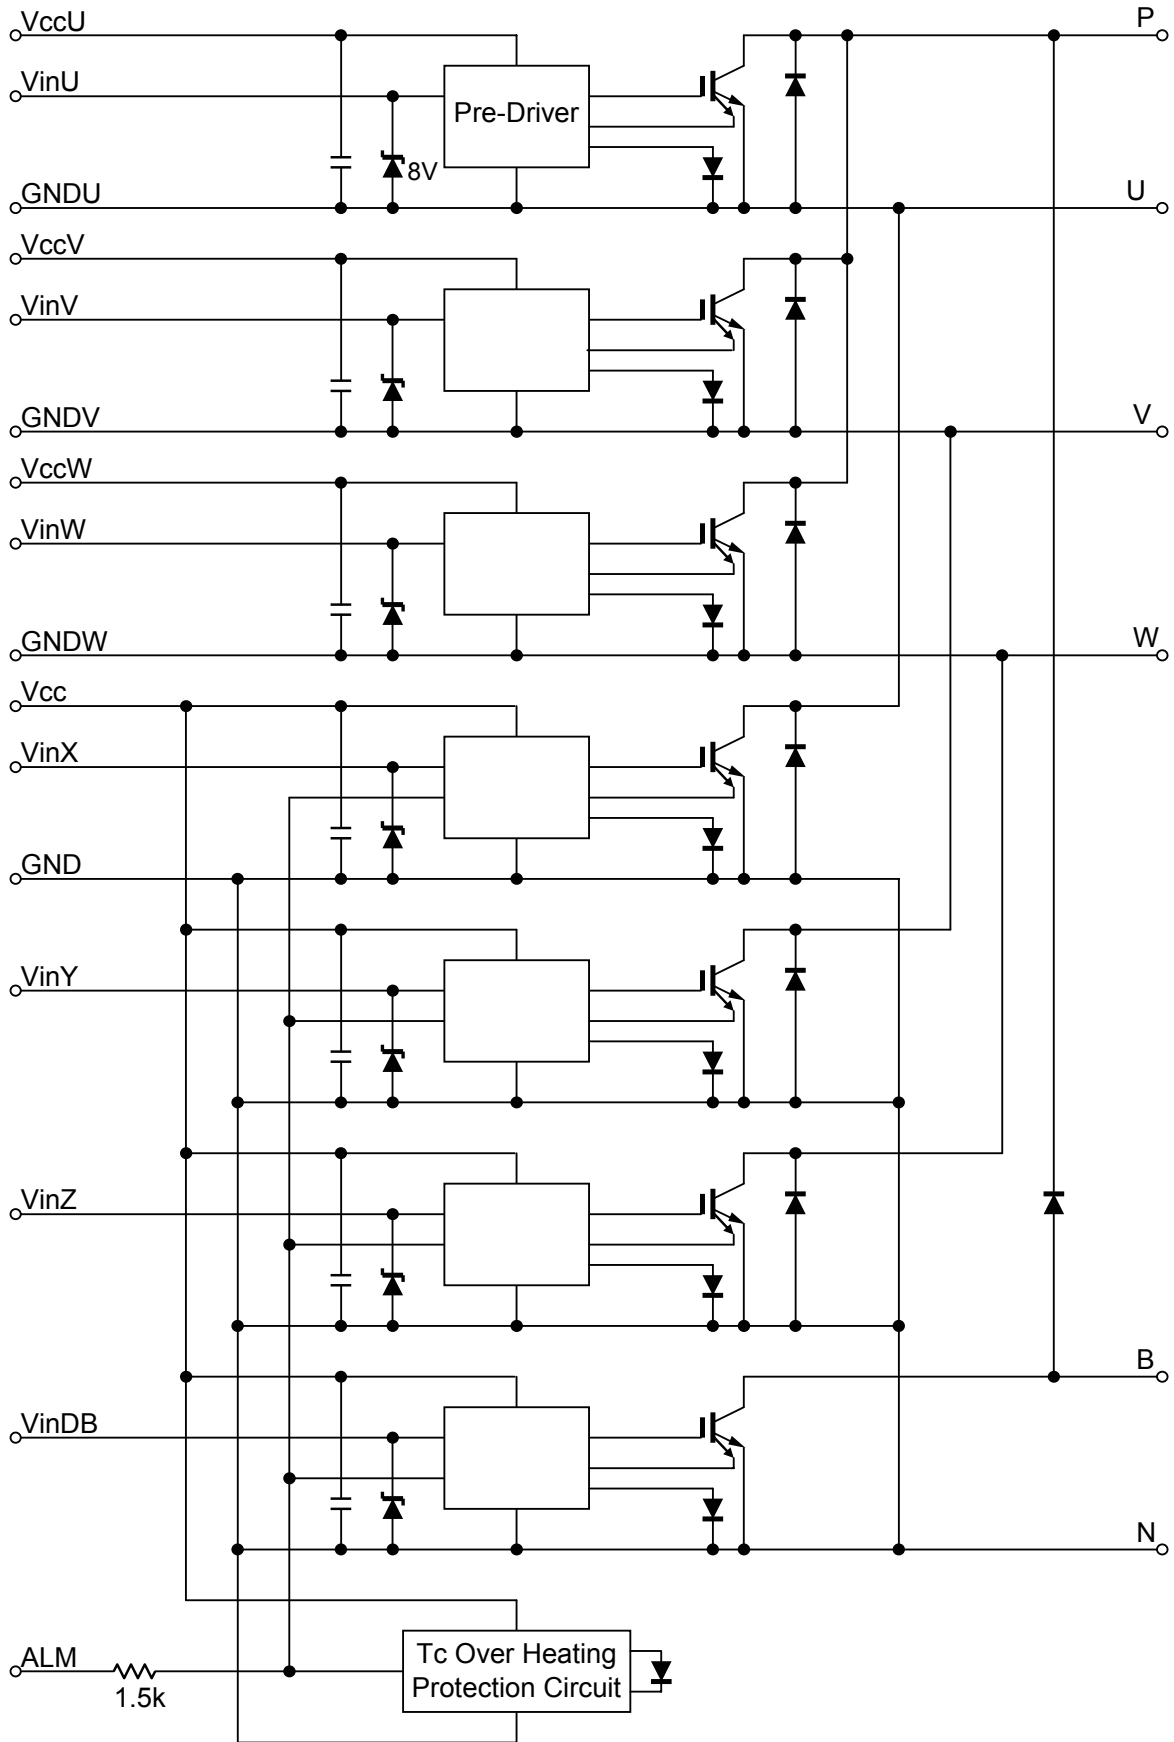 VccU
P
VinU
Pre-Driver
8V
GNDU
U
VccV
VinV
GNDV
V
VccW
VinW
GNDW
W
Vcc
VinX
GND
VinY
VinZ
B
VinDB
N
ALM
1.5k
Tc Over Heating
Protection Circuit